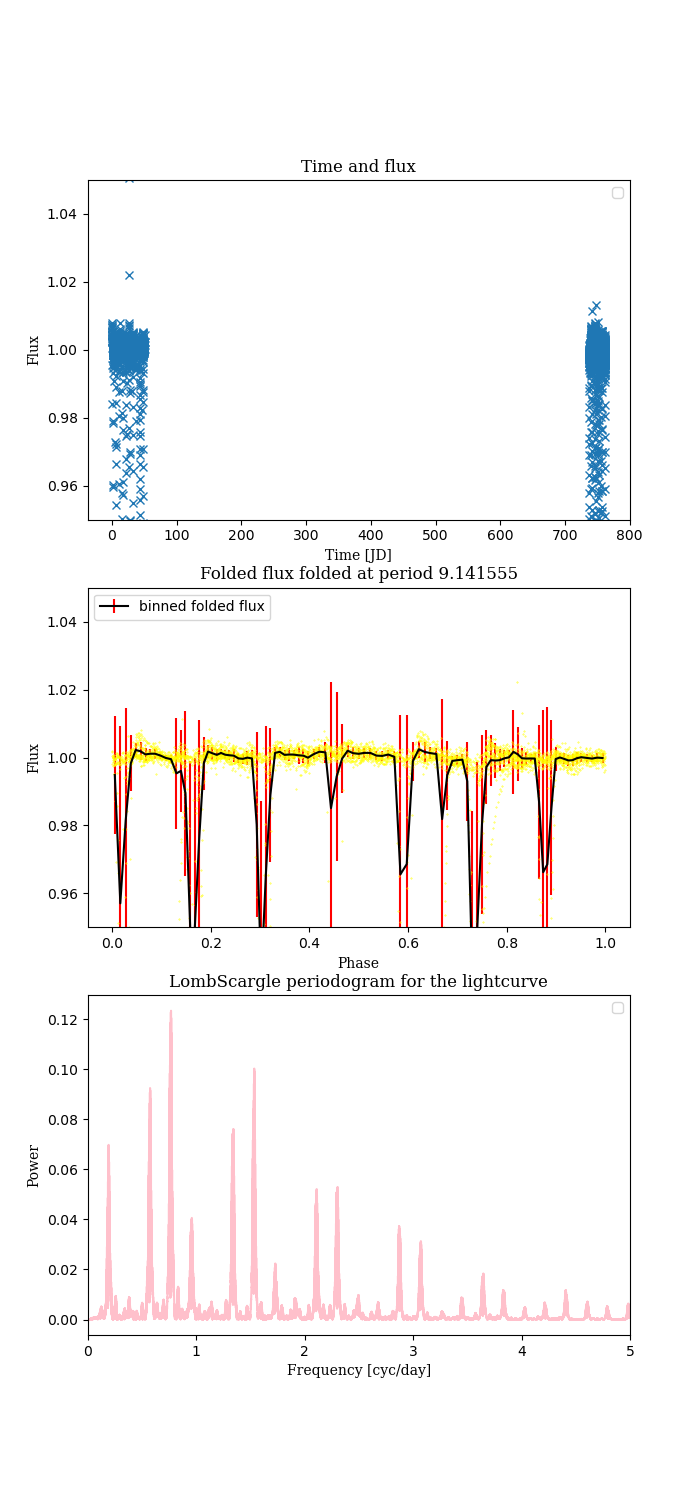 Time and flux
1.04
1.02
1.00
0.98
0.96
Flux
0 100 200 300 400 500 600 700 800
Time [JD]
Folded flux folded at period 9.141555
binned folded flux
1.04
1.02
1.00
0.98
0.96
Flux
0.0 0.2 0.4 0.6 0.8 1.0
Phase
LombScargle periodogram for the lightcurve
0.12
0.10
0.08
0.06
0.04
0.02
0.00
Power
0 1 2 3 4 5
Frequency [cyc/day]